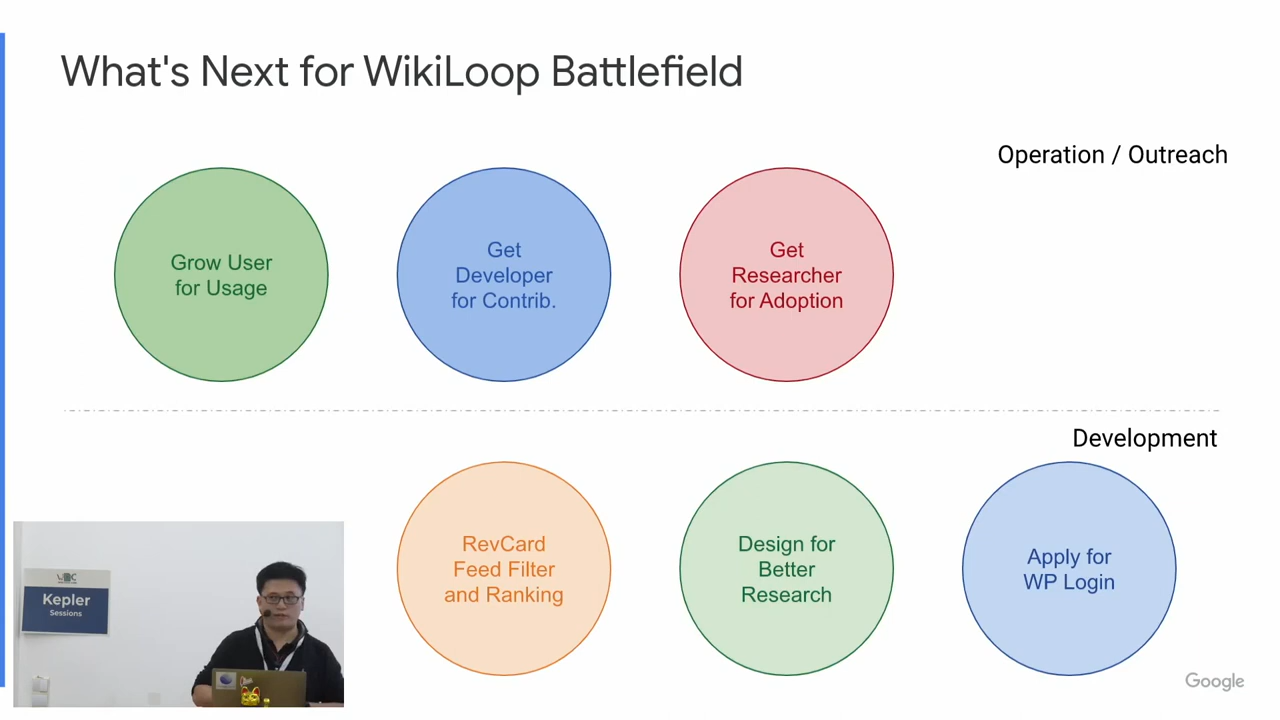 What's Next for WikiLoop Battlefield
Operation / Outreach
Grow User
for Usage
Get
Developer
for Contrib.
Get
Researcher
for Adoption
Development
RevCard
Feed Filter
and Ranking
Design for
Better
Research
Apply for
WP Login
Kepler
Sessions
Google